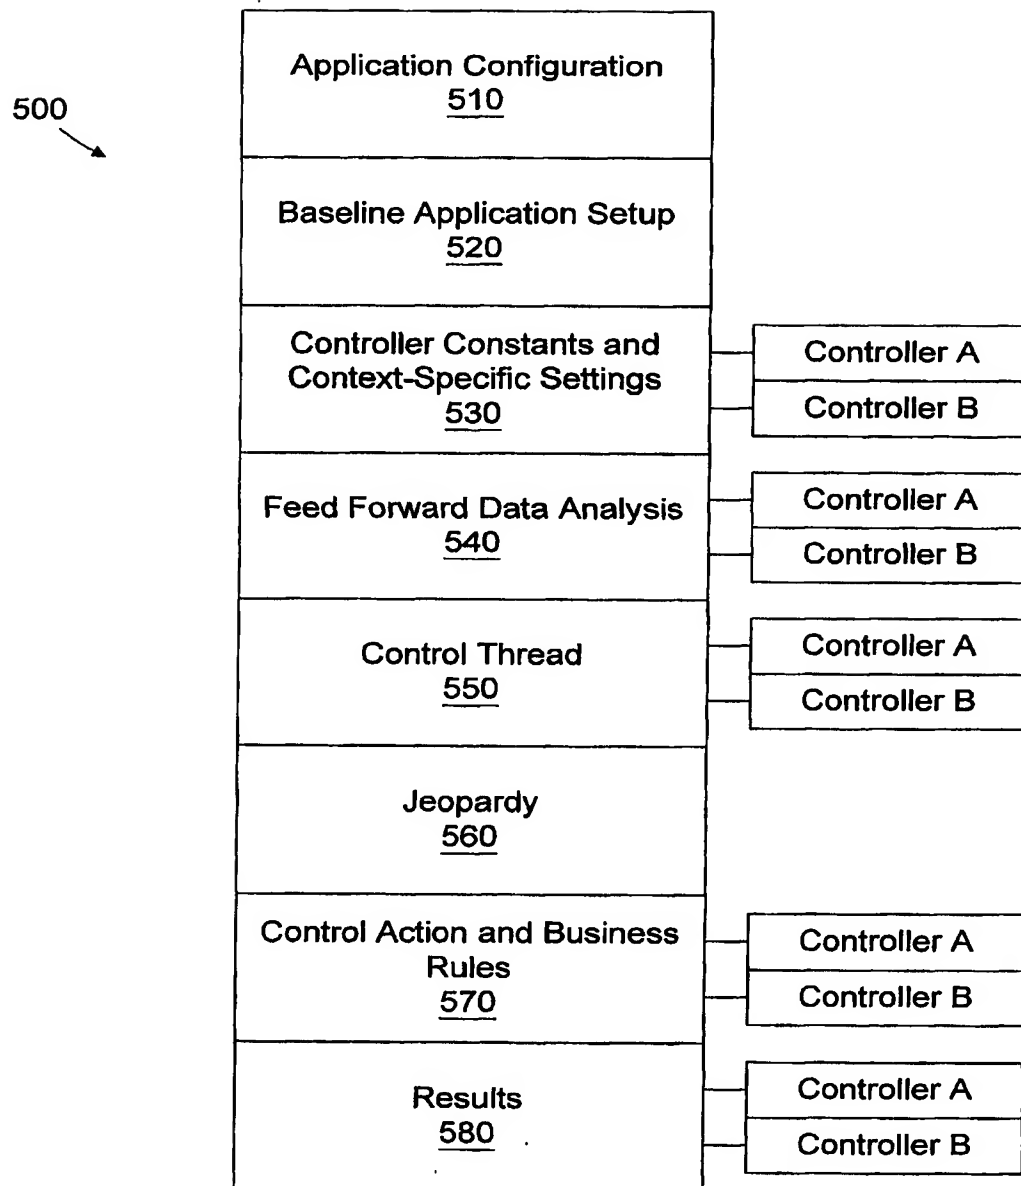 Application Configuration
510
500
Baseline Application Setup
520
Controller Constants and
Context-Specific Settings
530
Controller A
Controller B
Feed Forward Data Analysis
540
Controller A
Controller B
Control Thread
550
Controller A
Controller B
Jeopardy
560
Control Action and Business
Rules
570
Controller A
Controller B
Results
580
Controller A
Controller B